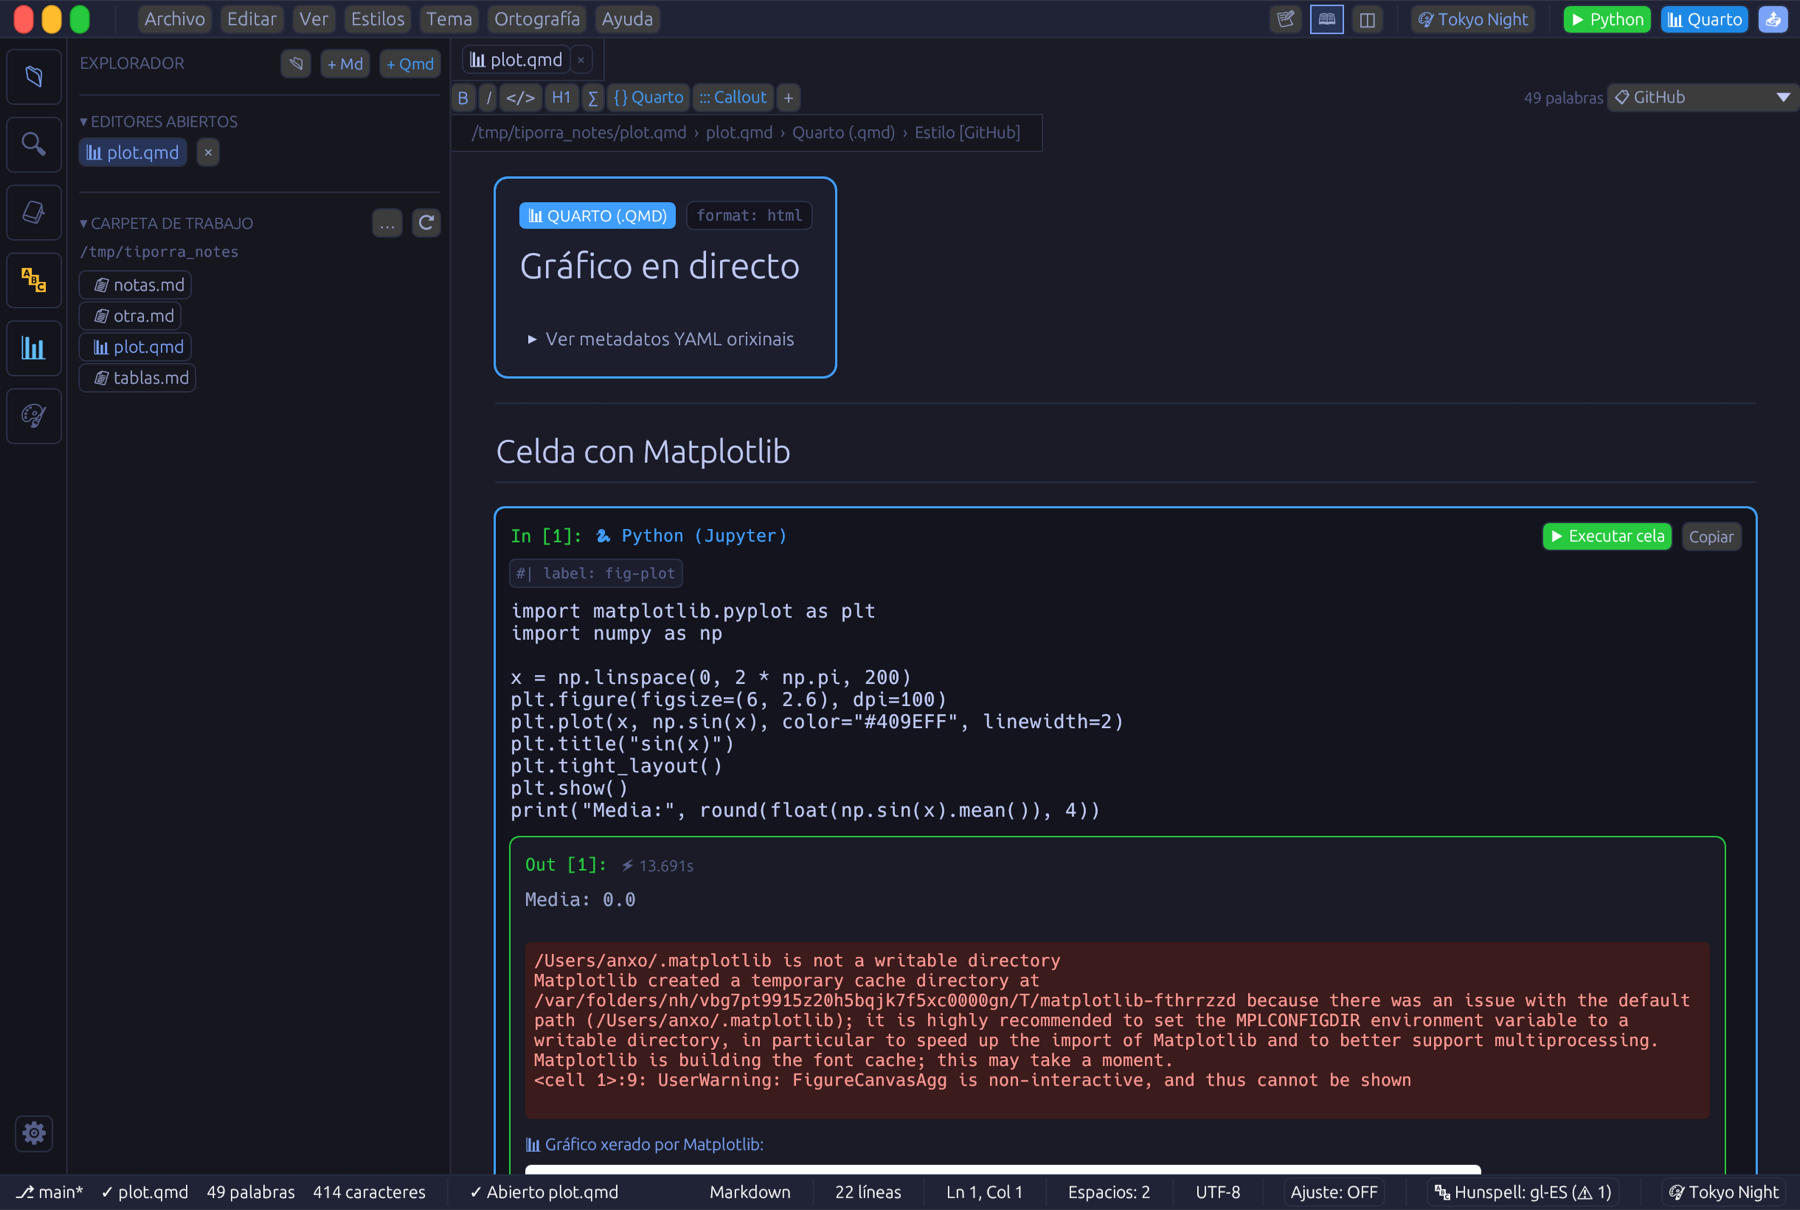 Archivo Editar Ver Estilos Tema Ortografía Ayuda Tokyo Night Python Quarto
EXPLORADOR + Md + Qmd
EDITORES ABIERTOS
plot.qmd ×
CARPETA DE TRABAJO ...
/tmp/tiporra_notes
notas.md
otra.md
plot.qmd
tablas.md
plot.qmd ×
B / </> H1 ∑ {} Quarto ::: Callout + 49 palabras GitHub
/tmp/tiporra_notes/plot.qmd › plot.qmd › Quarto (.qmd) › Estilo [GitHub]
QUARTO (.QMD) format: html
Gráfico en directo
Ver metadatos YAML orixinais
Celda con Matplotlib
In [1]: Python (Jupyter) Executar cela Copiar
#| label: fig-plot
import matplotlib.pyplot as plt
import numpy as np
x = np.linspace(0, 2 * np.pi, 200)
plt.figure(figsize=(6, 2.6), dpi=100)
plt.plot(x, np.sin(x), color="#409EFF", linewidth=2)
plt.title("sin(x)")
plt.tight_layout()
plt.show()
print("Media:", round(float(np.sin(x).mean()), 4))
Out [1]: 13.691s
Media: 0.0
/Users/anxo/.matplotlib is not a writable directory
Matplotlib created a temporary cache directory at
/var/folders/nh/vbg7pt9915z20h5bqjk7f5xc0000gn/T/matplotlib-fthrrzzd because there was an issue with the default
path (/Users/anxo/.matplotlib); it is highly recommended to set the MPLCONFIGDIR environment variable to a
writable directory, in particular to speed up the import of Matplotlib and to better support multiprocessing.
Matplotlib is building the font cache; this may take a moment.
<cell 1>:9: UserWarning: FigureCanvasAgg is non-interactive, and thus cannot be shown
Gráfico xerado por Matplotlib:
main* ✓ plot.qmd 49 palabras 414 caracteres ✓ Abierto plot.qmd Markdown 22 líneas Ln 1, Col 1 Espacios: 2 UTF-8 Ajuste: OFF Hunspell: gl-ES (⚠ 1) Tokyo Night